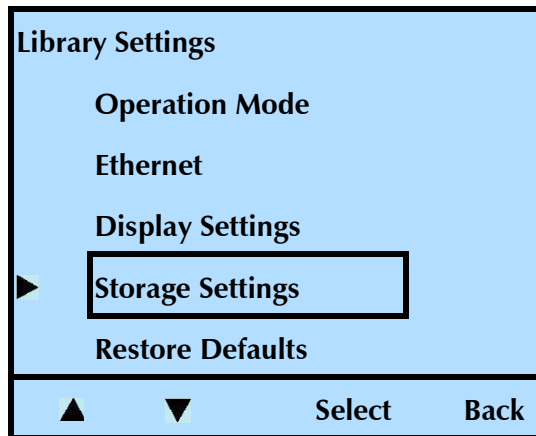 Library Settings
Operation Mode
Ethernet
Display Settings
Storage Settings
Restore Defaults
Select Back